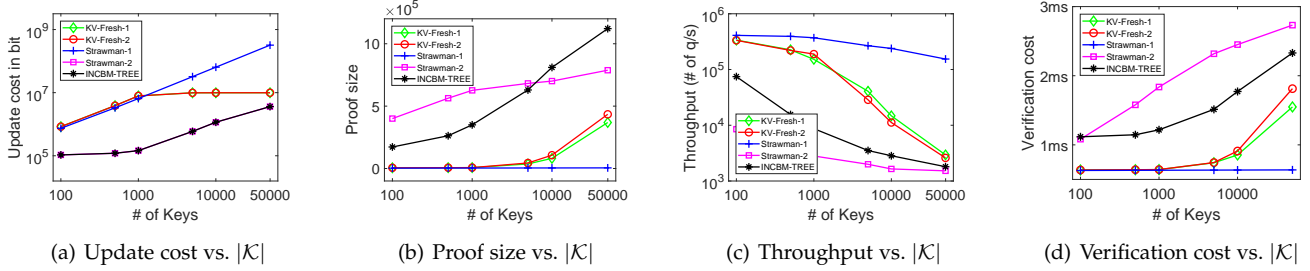 Update cost in bit
10^9
10^7
10^5
KV-Fresh-1
KV-Fresh-2
Strawman-1
Strawman-2
INCBM-TREE
100 1000 10000 50000
# of Keys
(a) Update cost vs. |𝒦|
Proof size
×10^5
10
5
0
KV-Fresh-1
KV-Fresh-2
Strawman-1
Strawman-2
INCBM-TREE
100 1000 10000 50000
# of Keys
(b) Proof size vs. |𝒦|
Throughput (# of q/s)
10^6
10^5
10^4
10^3
KV-Fresh-1
KV-Fresh-2
Strawman-1
Strawman-2
INCBM-TREE
100 1000 10000 50000
# of Keys
(c) Throughput vs. |𝒦|
Verification cost
3ms
2ms
1ms
KV-Fresh-1
KV-Fresh-2
Strawman-1
Strawman-2
INCBM-TREE
100 1000 10000
# of Keys
(d) Verification cost vs. |𝒦|